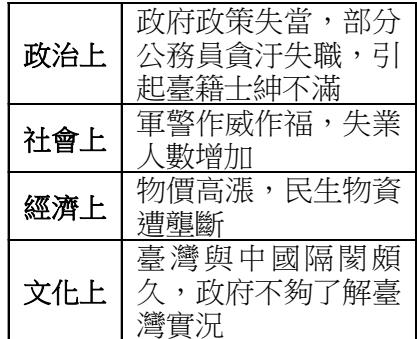 政治上
政府政策失當，部分
公務員貪汙失職，引
起臺籍士紳不滿
社會上
軍警作威作福，失業
人數增加
經濟上
物價高漲，民生物資
遭壟斷
文化上
臺灣與中國隔閡頗
久，政府不夠了解臺
灣實況